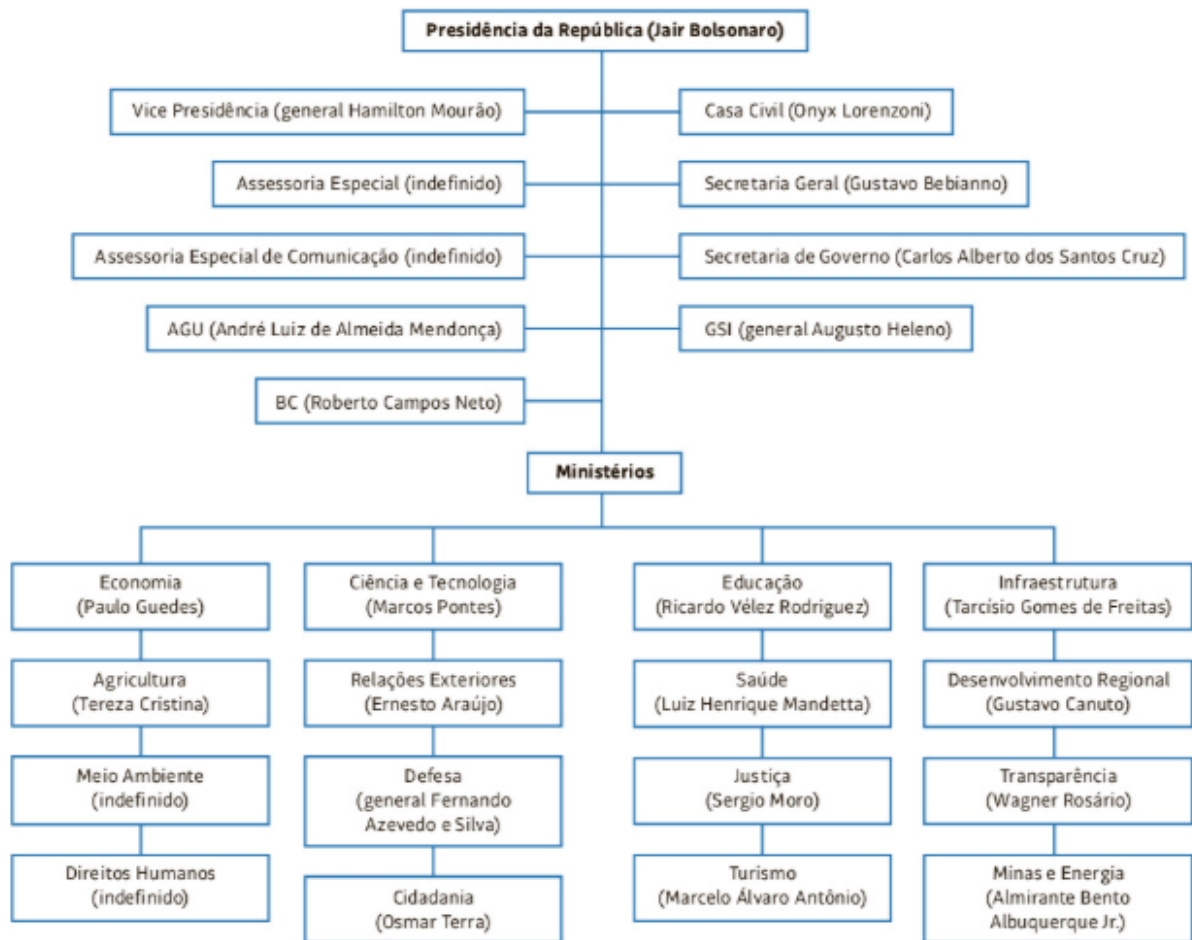 Presidência da República (Jair Bolsonaro)
Vice Presidência (general Hamilton Mourão)
Casa Civil (Onyx Lorenzoni)
Assessoria Especial (indefinido)
Secretaria Geral (Gustavo Bebianno)
Assessoria Especial de Comunicação (indefinido)
Secretaria de Governo (Carlos Alberto dos Santos Cruz)
AGU (André Luiz de Almeida Mendonça)
GSI (general Augusto Heleno)
BC (Roberto Campos Neto)
Ministérios
Economia
(Paulo Guedes)
Ciência e Tecnologia
(Marcos Pontes)
Educação
(Ricardo Vélez Rodriguez)
Infraestrutura
(Tarcísio Gomes de Freitas)
Agricultura
(Tereza Cristina)
Relações Exteriores
(Ernesto Araújo)
Saúde
(Luiz Henrique Mandetta)
Desenvolvimento Regional
(Gustavo Canuto)
Meio Ambiente
(indefinido)
Defesa
(general Fernando
Azevedo e Silva)
Justiça
(Sergio Moro)
Transparência
(Wagner Rosário)
Direitos Humanos
(indefinido)
Cidadania
(Osmar Terra)
Turismo
(Marcelo Álvaro Antônio)
Minas e Energia
(Almirante Bento
Albuquerque Jr.)